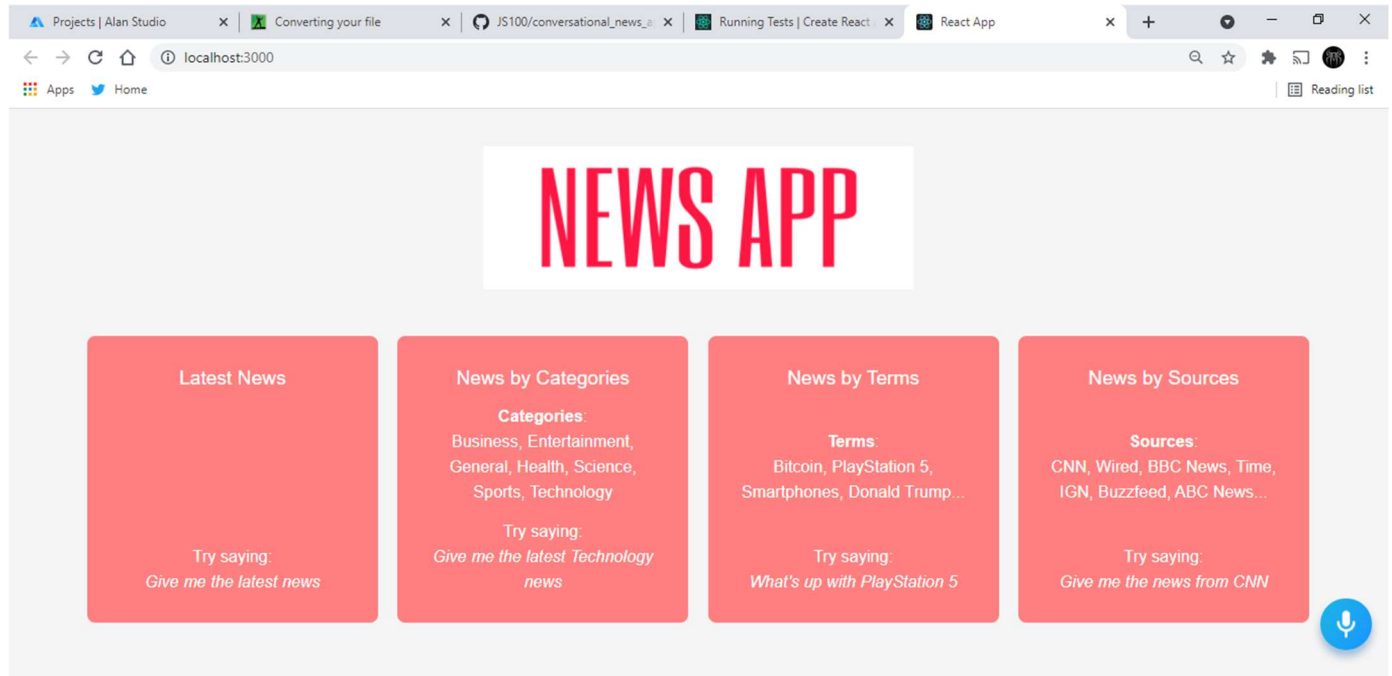 Projects | Alan Studio
Converting your file
JS100/conversational_news_a
Running Tests | Create React
React App
localhost:3000
Apps
Home
Reading list
NEWS APP
Latest News
Try saying:
Give me the latest news
News by Categories
Categories:
Business, Entertainment,
General, Health, Science,
Sports, Technology
Try saying:
Give me the latest Technology
news
News by Terms
Terms:
Bitcoin, PlayStation 5,
Smartphones, Donald Trump...
Try saying:
What's up with PlayStation 5
News by Sources
Sources:
CNN, Wired, BBC News, Time,
IGN, Buzzfeed, ABC News...
Try saying:
Give me the news from CNN